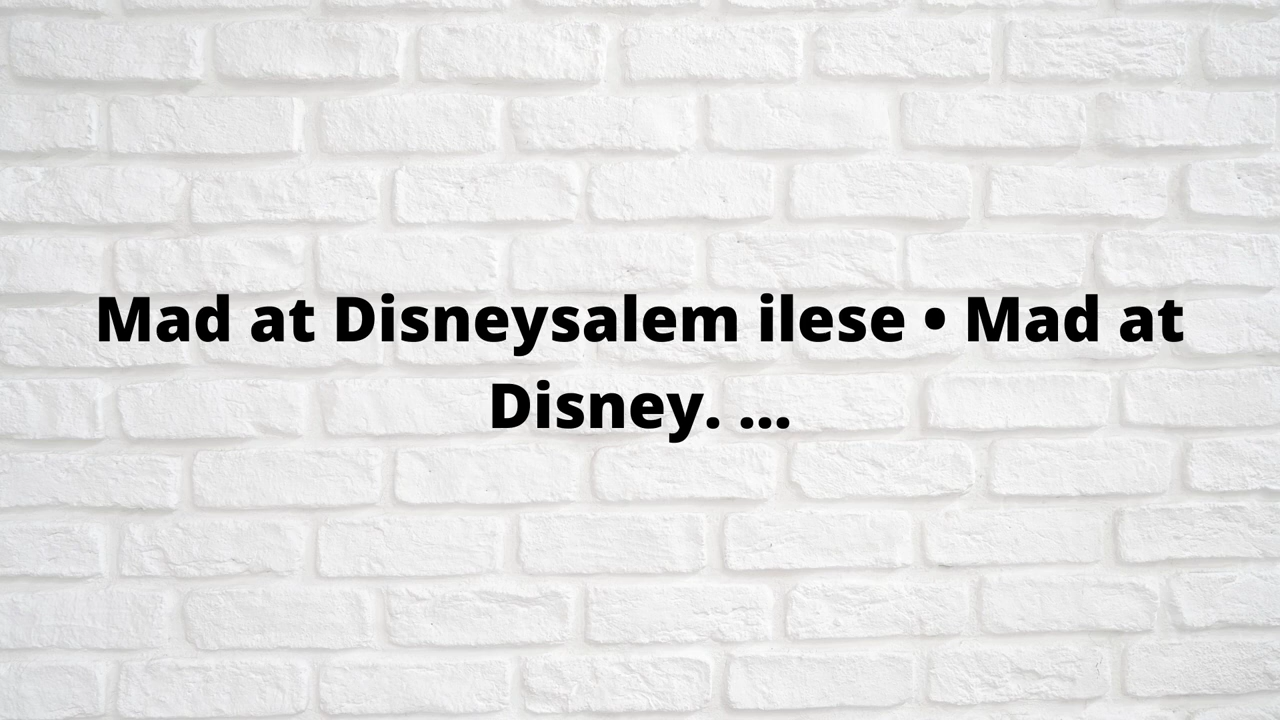 Mad at Disneysalem ilese • Mad at
Disney. ...